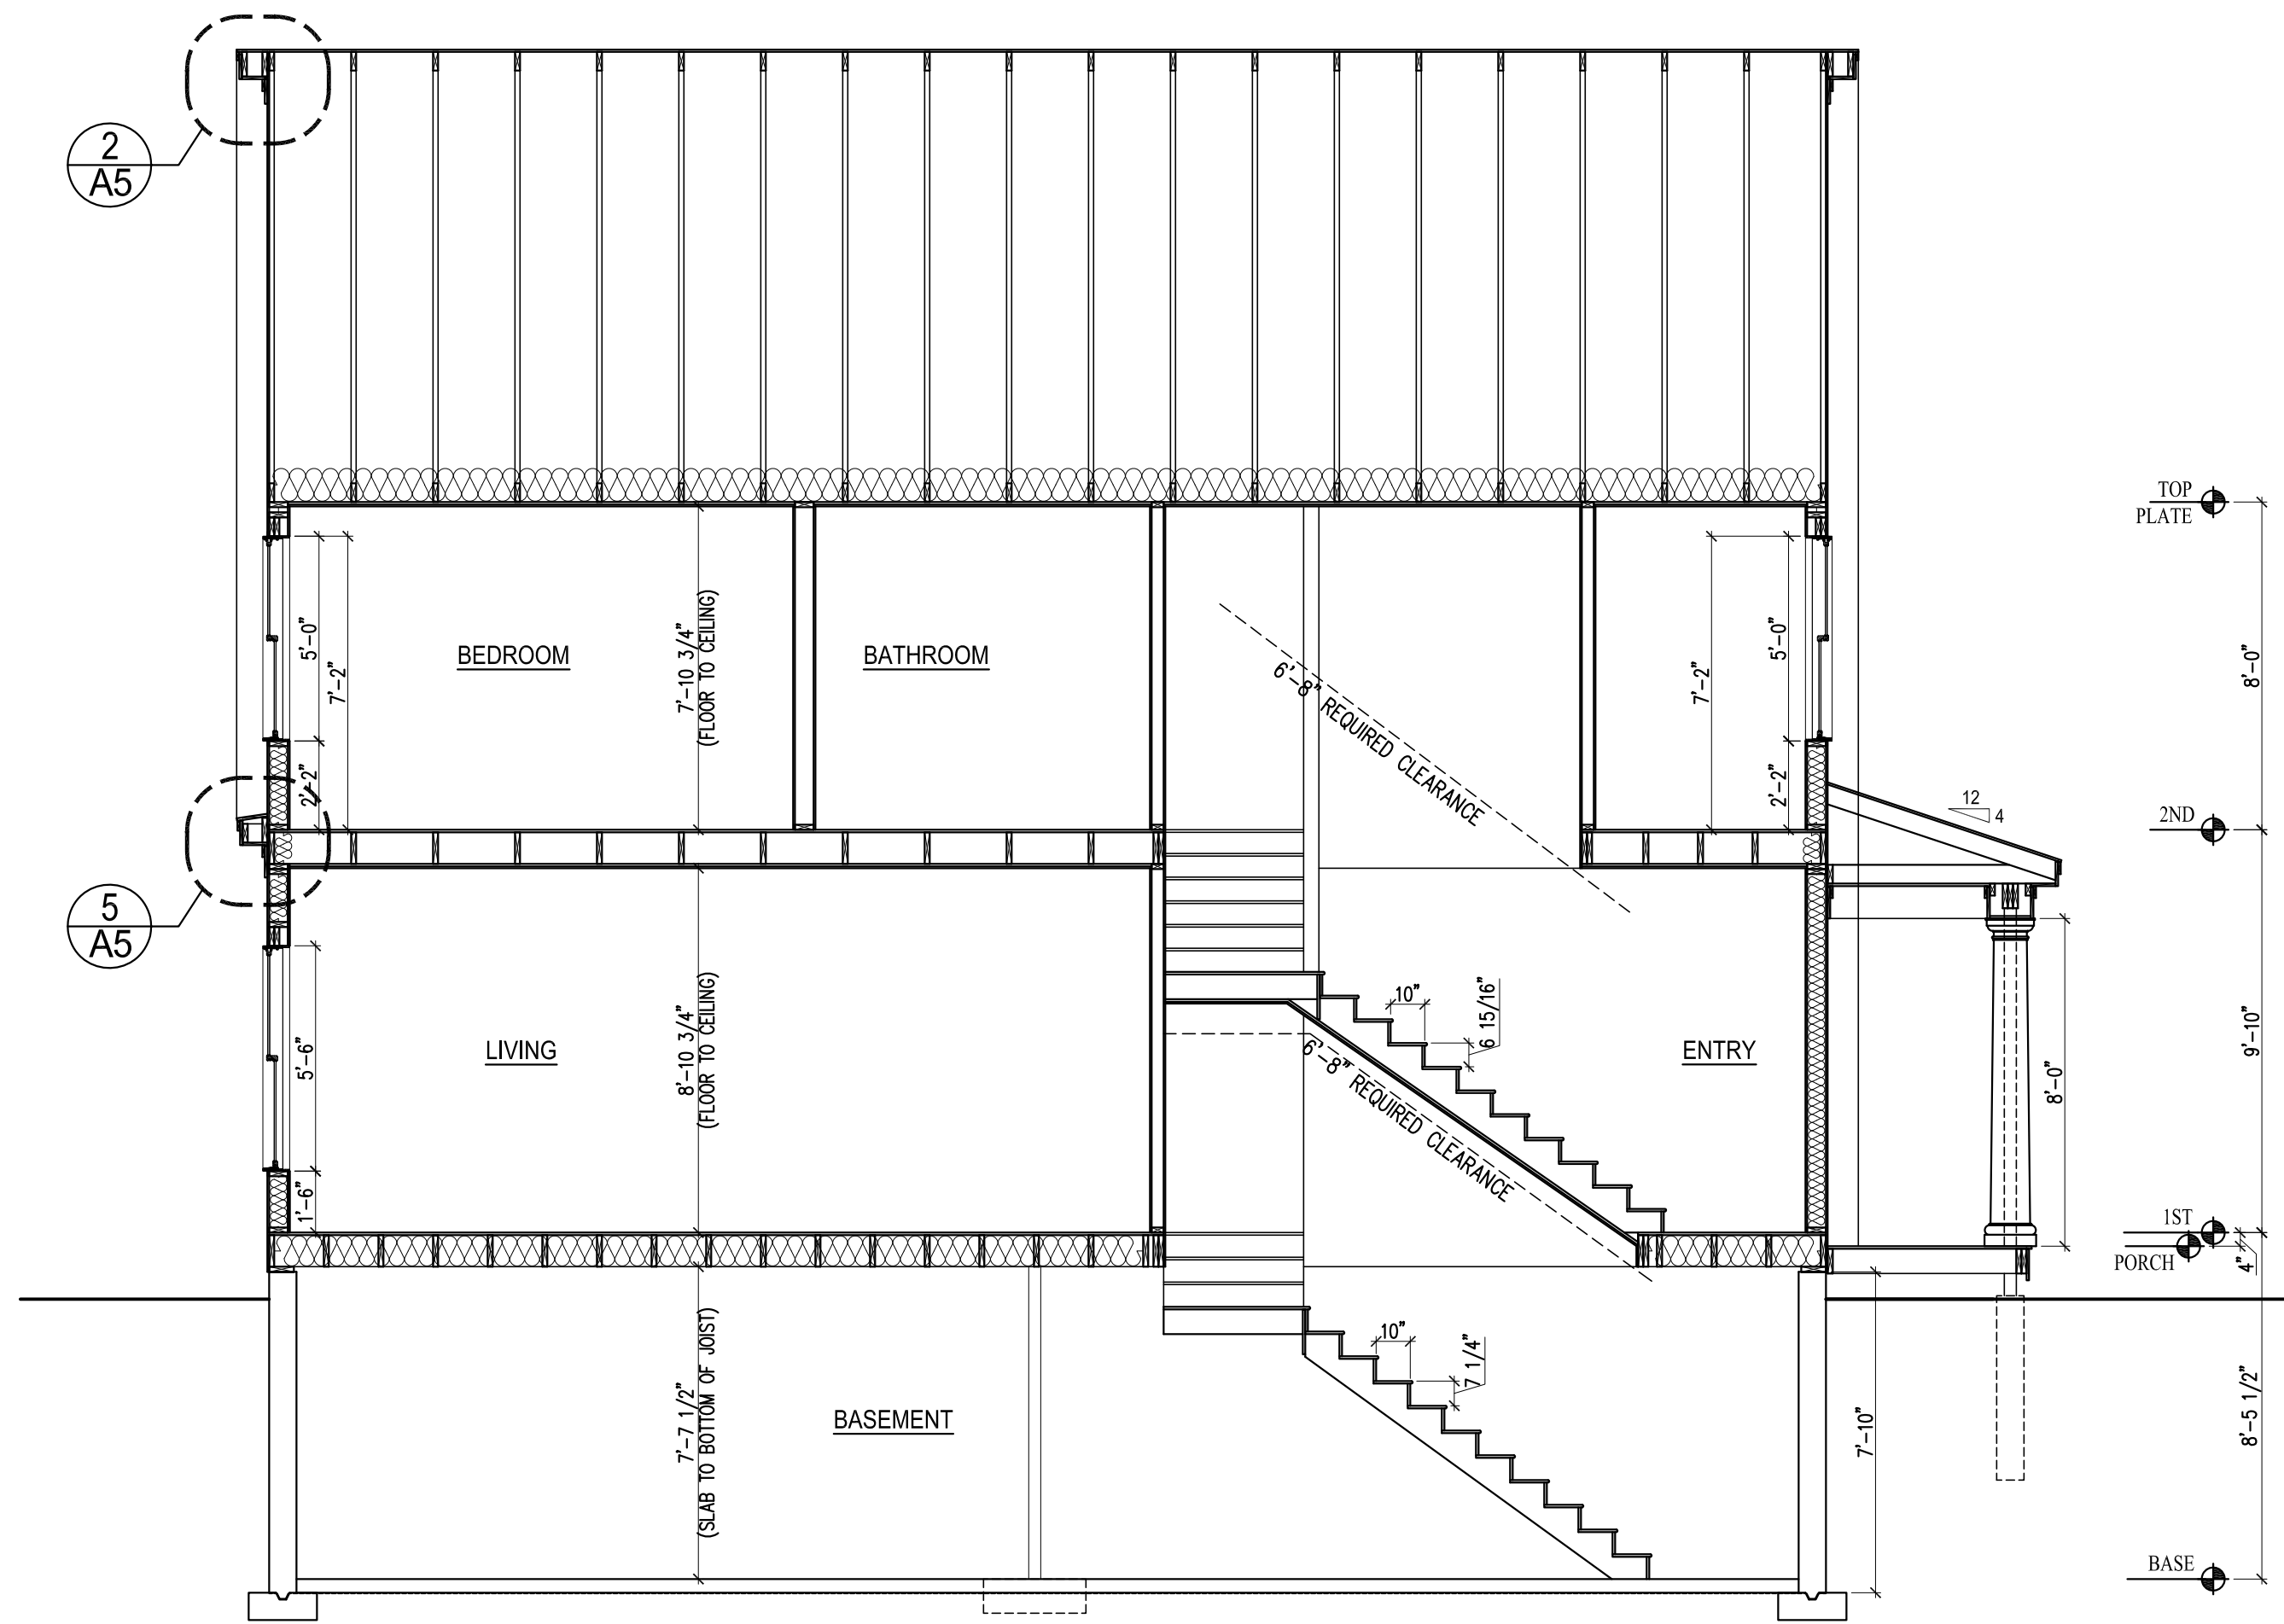 2
A5
TOP
PLATE
8'-0"
BEDROOM
BATHROOM
5'-0"
7'-2"
2'-2"
7'-10 3/4"
(FLOOR TO CEILING)
6'-8" REQUIRED CLEARANCE
7'-2"
5'-0"
2'-2"
12
4
2ND
5
A5
LIVING
ENTRY
5'-6"
1'-6"
8'-10 3/4"
(FLOOR TO CEILING)
10"
6 15/16"
6'-8" REQUIRED CLEARANCE
8'-0"
9'-10"
1ST
PORCH
4"
BASEMENT
7'-7 1/2"
(SLAB TO BOTTOM OF JOIST)
10"
7 1/4"
7'-10"
8'-5 1/2"
BASE